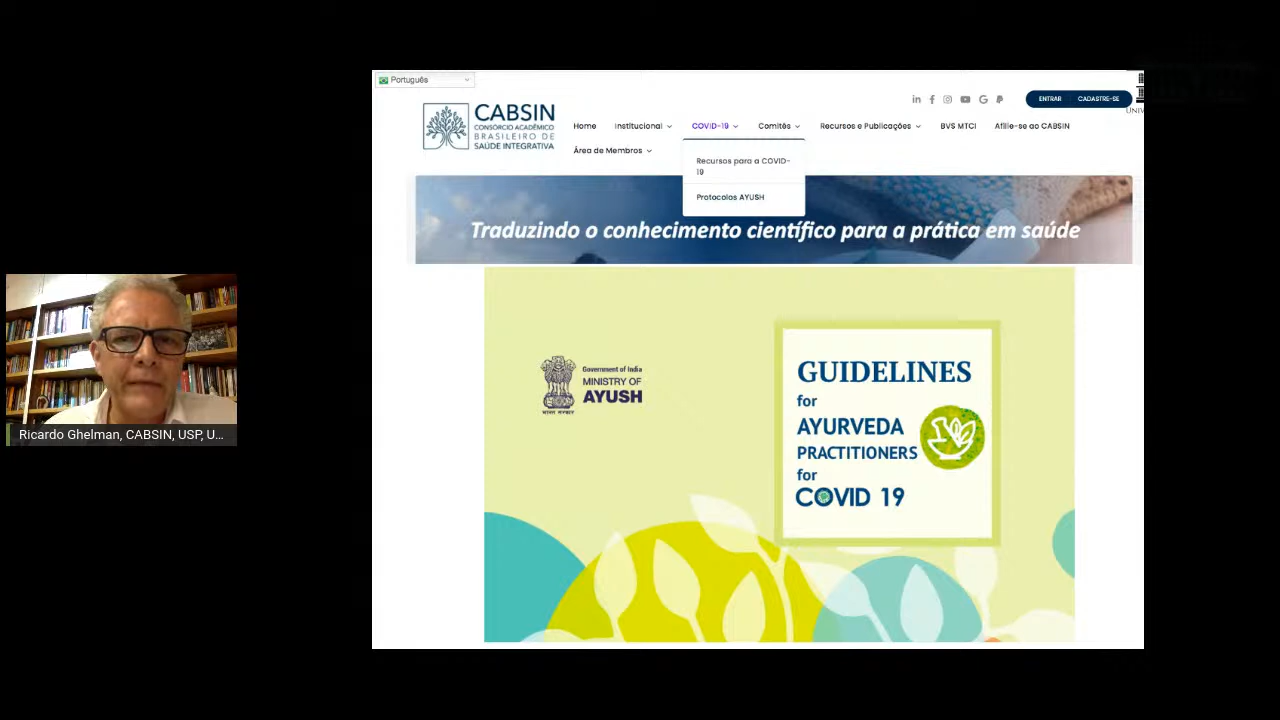 Português
CABSIN
CONSÓRCIO ACADÊMICO
BRASILEIRO DE
SAÚDE INTEGRATIVA
ENTRAR CADASTRE-SE
Home Institucional COVID-19 Comitês Recursos e Publicações BVS MTCI Afilie-se ao CABSIN
Área de Membros
Recursos para a COVID-
19
Protocolos AYUSH
UNIV
Traduzindo o conhecimento científico para a prática em saúde
Government of India
MINISTRY OF
AYUSH
भारत सरकार
GUIDELINES
for
AYURVEDA
PRACTITIONERS
for
COVID 19
Ricardo Ghelman, CABSIN, USP, U...